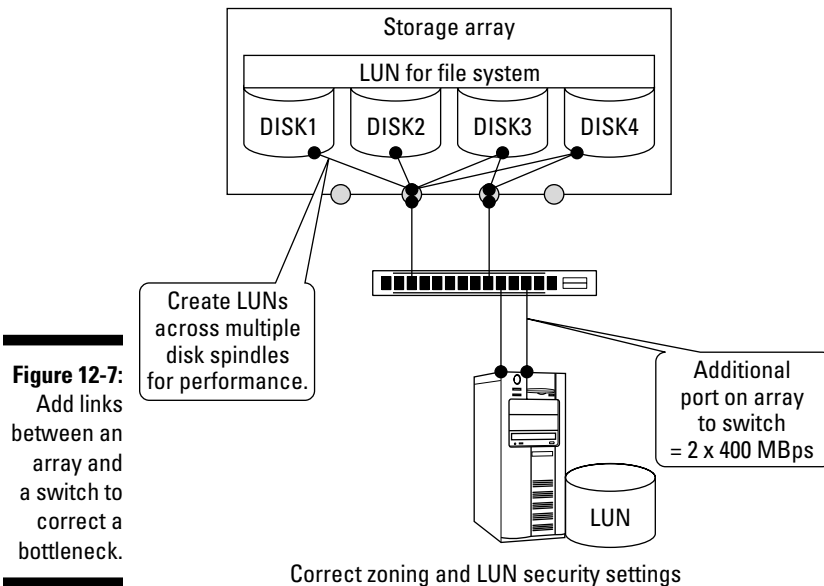 Storage array
LUN for file system
DISK1
DISK2
DISK3
DISK4
Create LUNs
across multiple
disk spindles
for performance.
Additional
port on array
to switch
= 2 x 400 MBps
LUN
Correct zoning and LUN security settings
Figure 12-7:
Add links
between an
array and
a switch to
correct a
bottleneck.